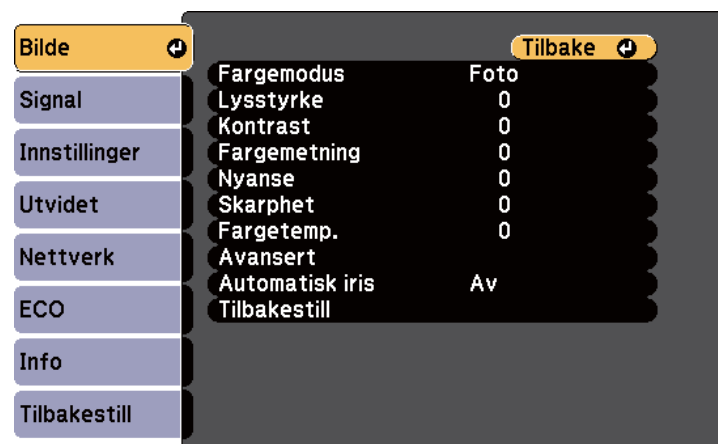 Bilde
Signal
Innstillinger
Utvidet
Nettverk
ECO
Info
Tilbakestill
Tilbake
Fargemodus Foto
Lysstyrke 0
Kontrast 0
Fargemetning 0
Nyanse 0
Skarphet 0
Fargetemp. 0
Avansert
Automatisk iris Av
Tilbakestill